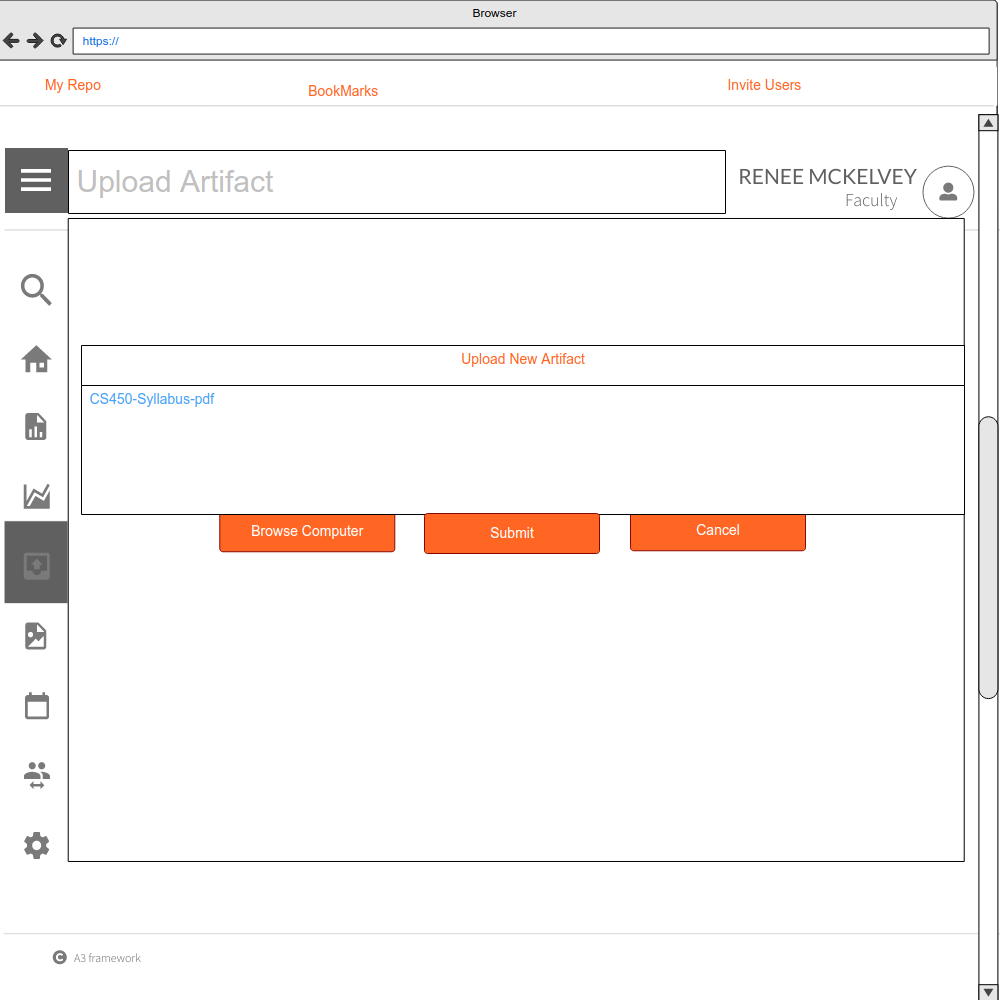 Browser
https://
My Repo
BookMarks
Invite Users
Upload Artifact
RENEE MCKELVEY
Faculty
Upload New Artifact
CS450-Syllabus-pdf
Browse Computer
Submit
Cancel
A3 framework